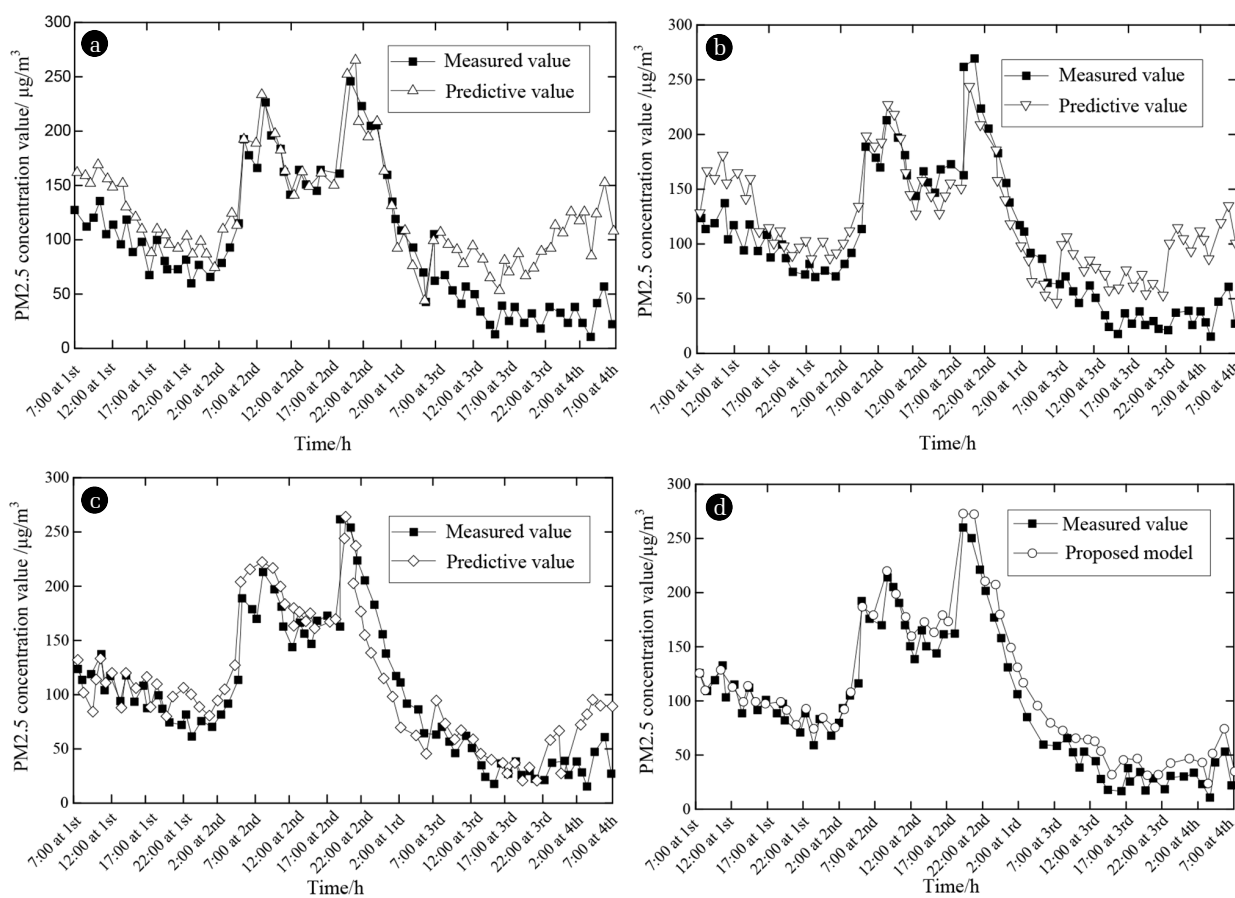 a
PM2.5 concentration value/ μg/m³
300
250
200
150
100
50
0
Measured value
Predictive value
7:00 at 1st
12:00 at 1st
17:00 at 1st
22:00 at 1st
2:00 at 2nd
7:00 at 2nd
12:00 at 2nd
17:00 at 2nd
22:00 at 2nd
2:00 at 1rd
7:00 at 3rd
12:00 at 3rd
17:00 at 3rd
22:00 at 3rd
2:00 at 4th
7:00 at 4th
Time/h
b
PM2.5 concentration value /μg/m³
300
250
200
150
100
50
0
Measured value
Predictive value
7:00 at 1st
12:00 at 1st
17:00 at 1st
22:00 at 1st
2:00 at 2nd
7:00 at 2nd
12:00 at 2nd
17:00 at 2nd
22:00 at 2nd
2:00 at 1rd
7:00 at 3rd
12:00 at 3rd
17:00 at 3rd
22:00 at 3rd
2:00 at 4th
7:00 at 4th
Time/h
c
PM2.5 concentration value /μg/m³
300
250
200
150
100
50
0
Measured value
Predictive value
7:00 at 1st
12:00 at 1st
17:00 at 1st
22:00 at 1st
2:00 at 2nd
7:00 at 2nd
12:00 at 2nd
17:00 at 2nd
22:00 at 2nd
2:00 at 1rd
7:00 at 3rd
12:00 at 3rd
17:00 at 3rd
22:00 at 3rd
2:00 at 4th
7:00 at 4th
Time/h
d
PM2.5 concentration value/μg/m³
300
250
200
150
100
50
0
Measured value
Proposed model
7:00 at 1st
12:00 at 1st
17:00 at 1st
22:00 at 1st
2:00 at 2nd
7:00 at 2nd
12:00 at 2nd
17:00 at 2nd
22:00 at 2nd
2:00 at 1rd
7:00 at 3rd
12:00 at 3rd
17:00 at 3rd
22:00 at 3rd
2:00 at 4th
7:00 at 4th
Time/h